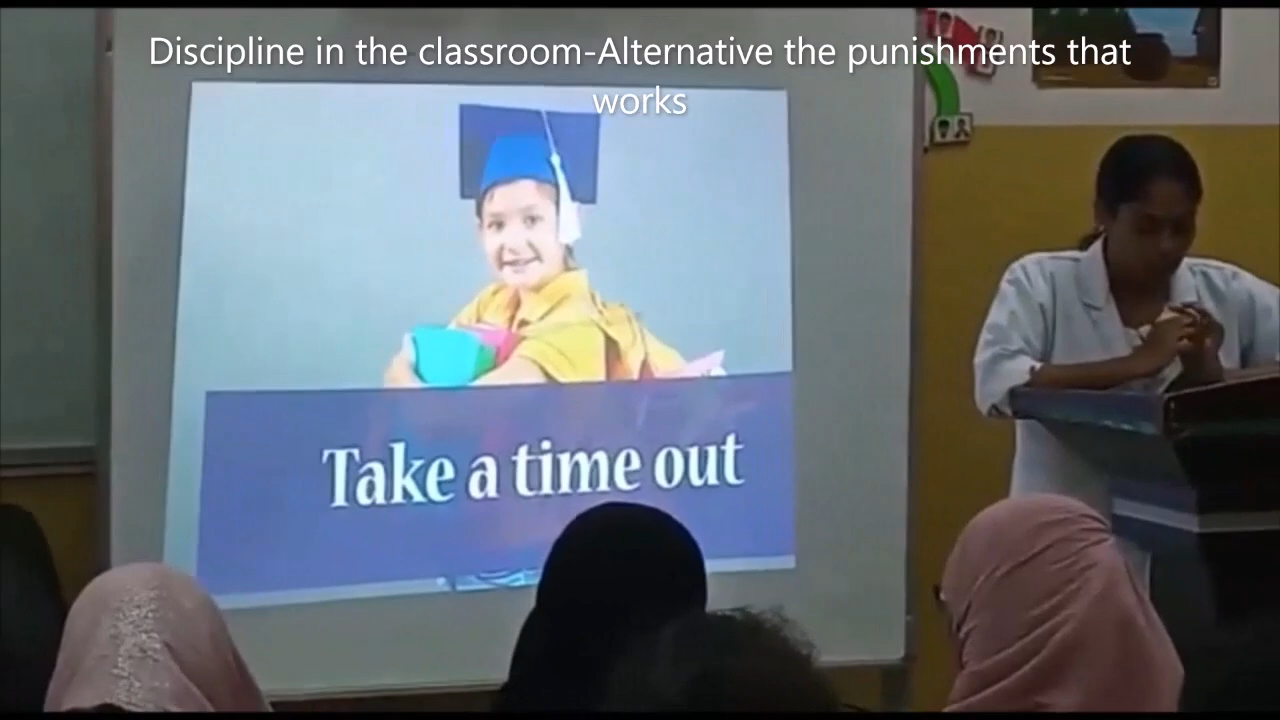 Discipline in the classroom-Alternative the punishments that
works
Take a time out